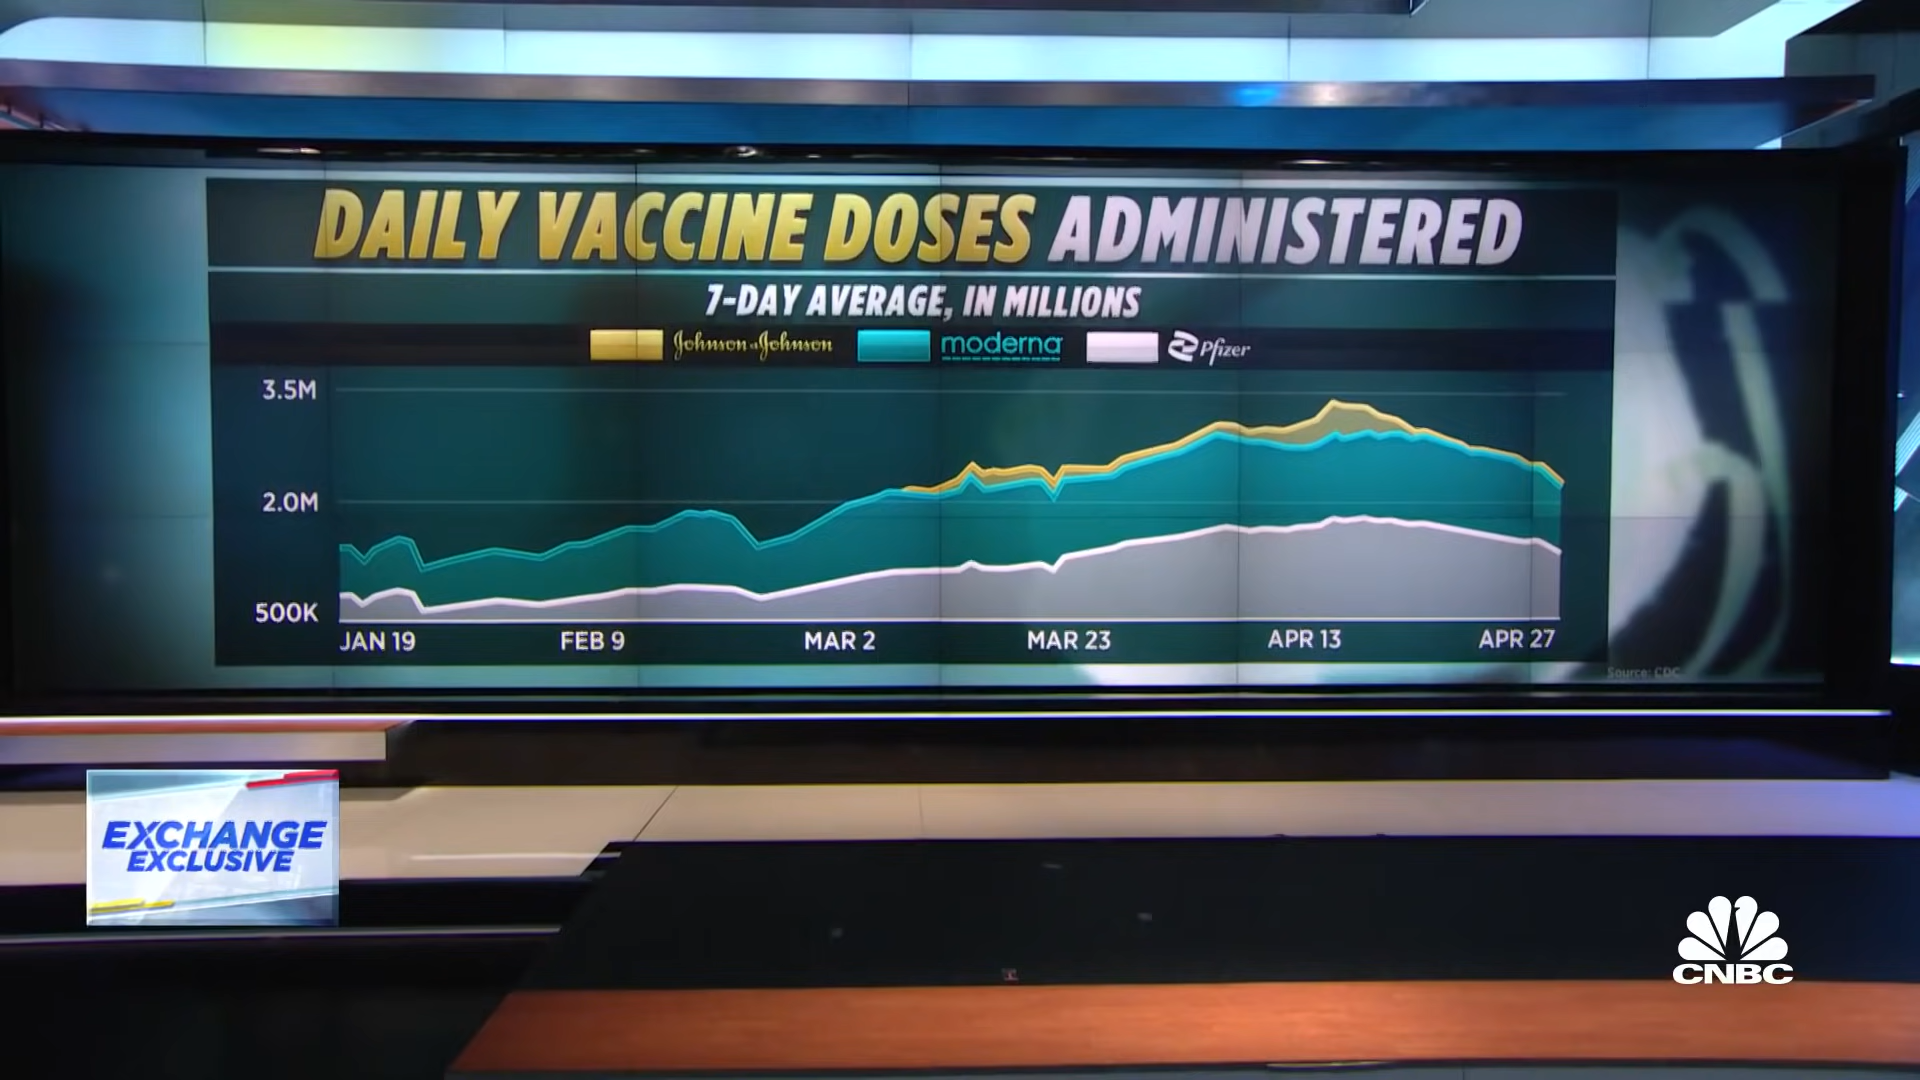 DAILY VACCINE DOSES ADMINISTERED
7-DAY AVERAGE, IN MILLIONS
Johnson & Johnson moderna Pfizer
3.5M
2.0M
500K
JAN 19 FEB 9 MAR 2 MAR 23 APR 13 APR 27
Source: CDC
EXCHANGE
EXCLUSIVE
CNBC